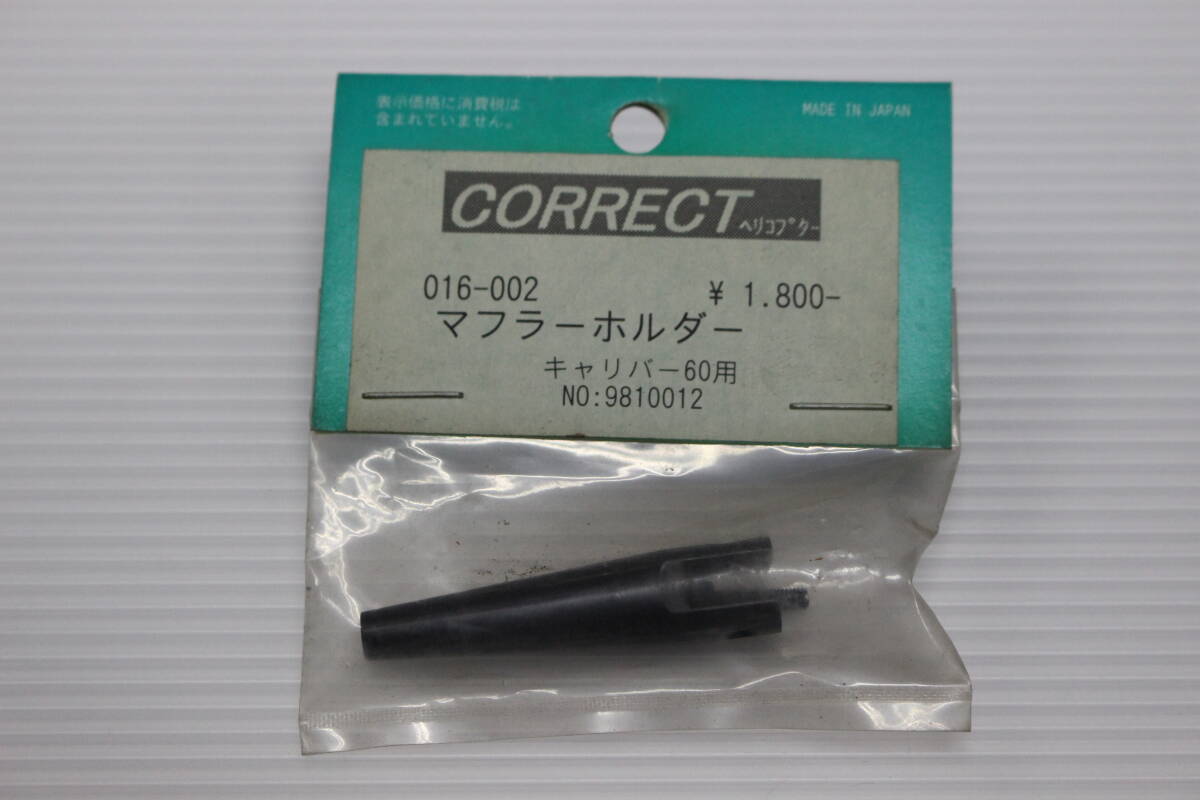 表示価格に消費税は
含まれていません。
MADE IN JAPAN
CORRECT ヘリコプター
016-002 ¥ 1.800-
マフラーホルダー
キャリバー60用
NO:9810012